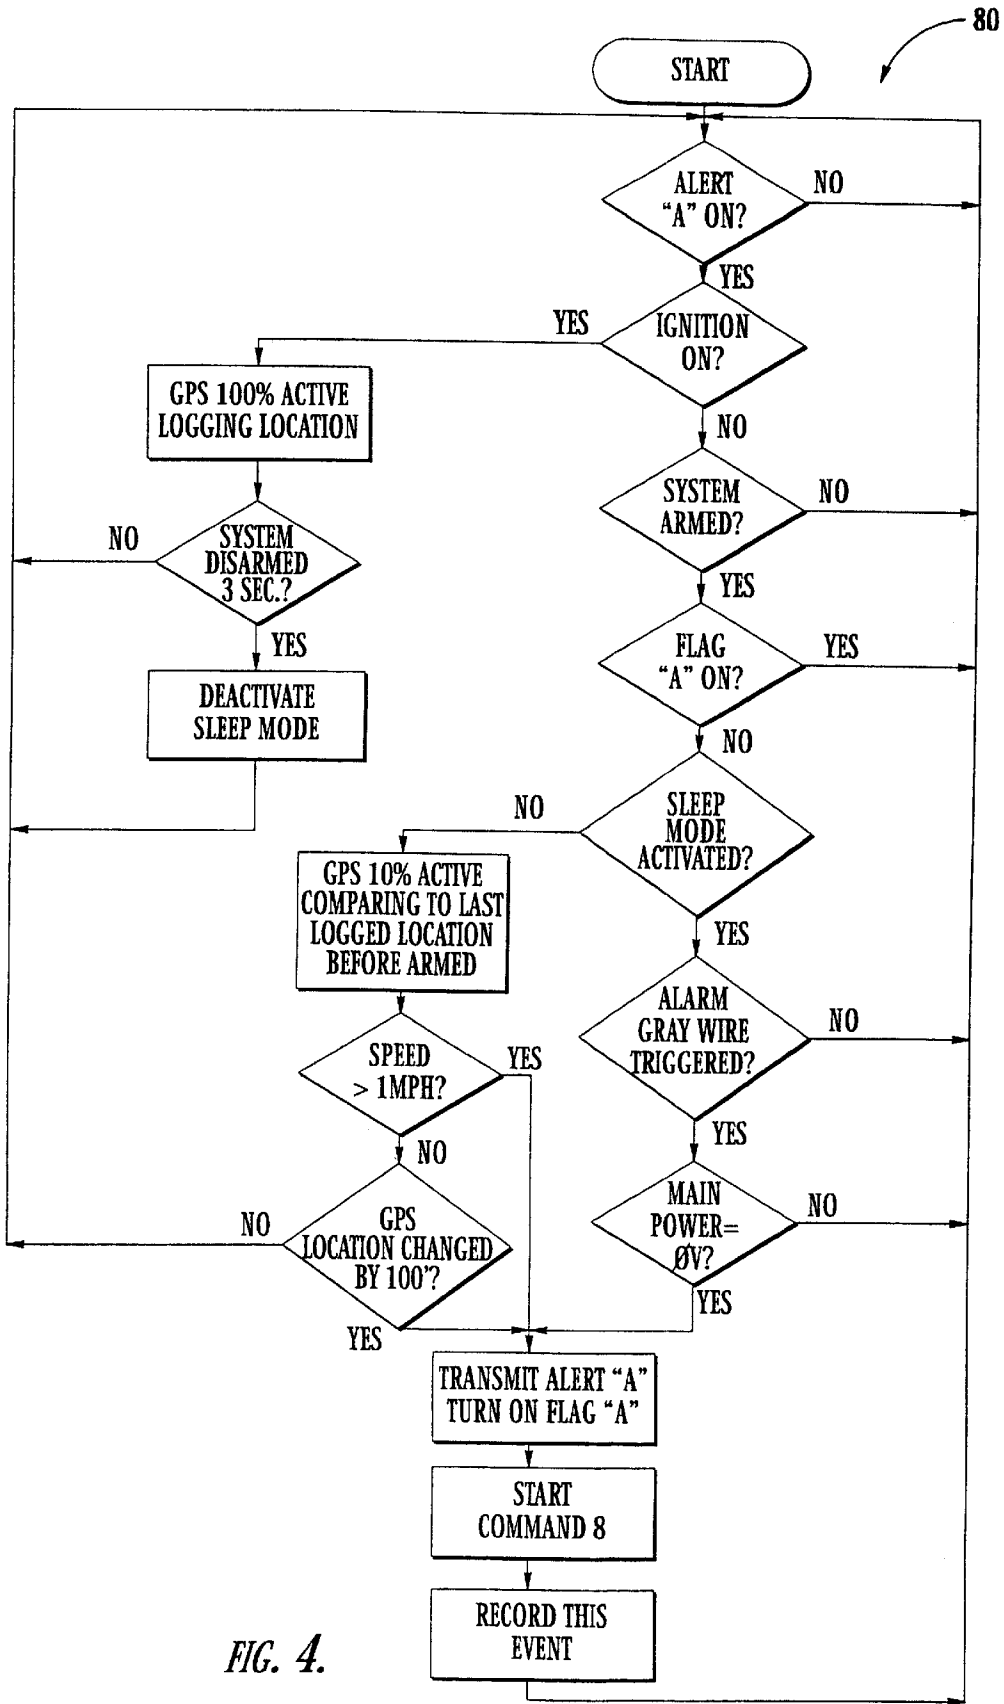 80
START
ALERT
"A" ON?
NO
YES
IGNITION
ON?
YES
NO
GPS 100% ACTIVE
LOGGING LOCATION
SYSTEM
ARMED?
NO
YES
SYSTEM
DISARMED
3 SEC.?
NO
YES
FLAG
"A" ON?
YES
NO
DEACTIVATE
SLEEP MODE
SLEEP
MODE
ACTIVATED?
NO
YES
GPS 10% ACTIVE
COMPARING TO LAST
LOGGED LOCATION
BEFORE ARMED
ALARM
GRAY WIRE
TRIGGERED?
NO
YES
SPEED
> 1MPH?
YES
NO
MAIN
POWER=
ØV?
NO
YES
GPS
LOCATION CHANGED
BY 100'?
NO
YES
TRANSMIT ALERT "A"
TURN ON FLAG "A"
START
COMMAND 8
RECORD THIS
EVENT
FIG. 4.